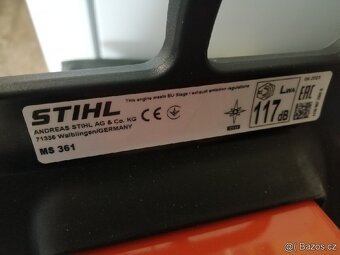 This engine meets EU Stage I exhaust emission regulations
STIHL
ANDREAS STIHL AG & Co. KG
71336 Waiblingen/GERMANY
MS 361
CE
LWA
117 dB
EAC
bazos.cz